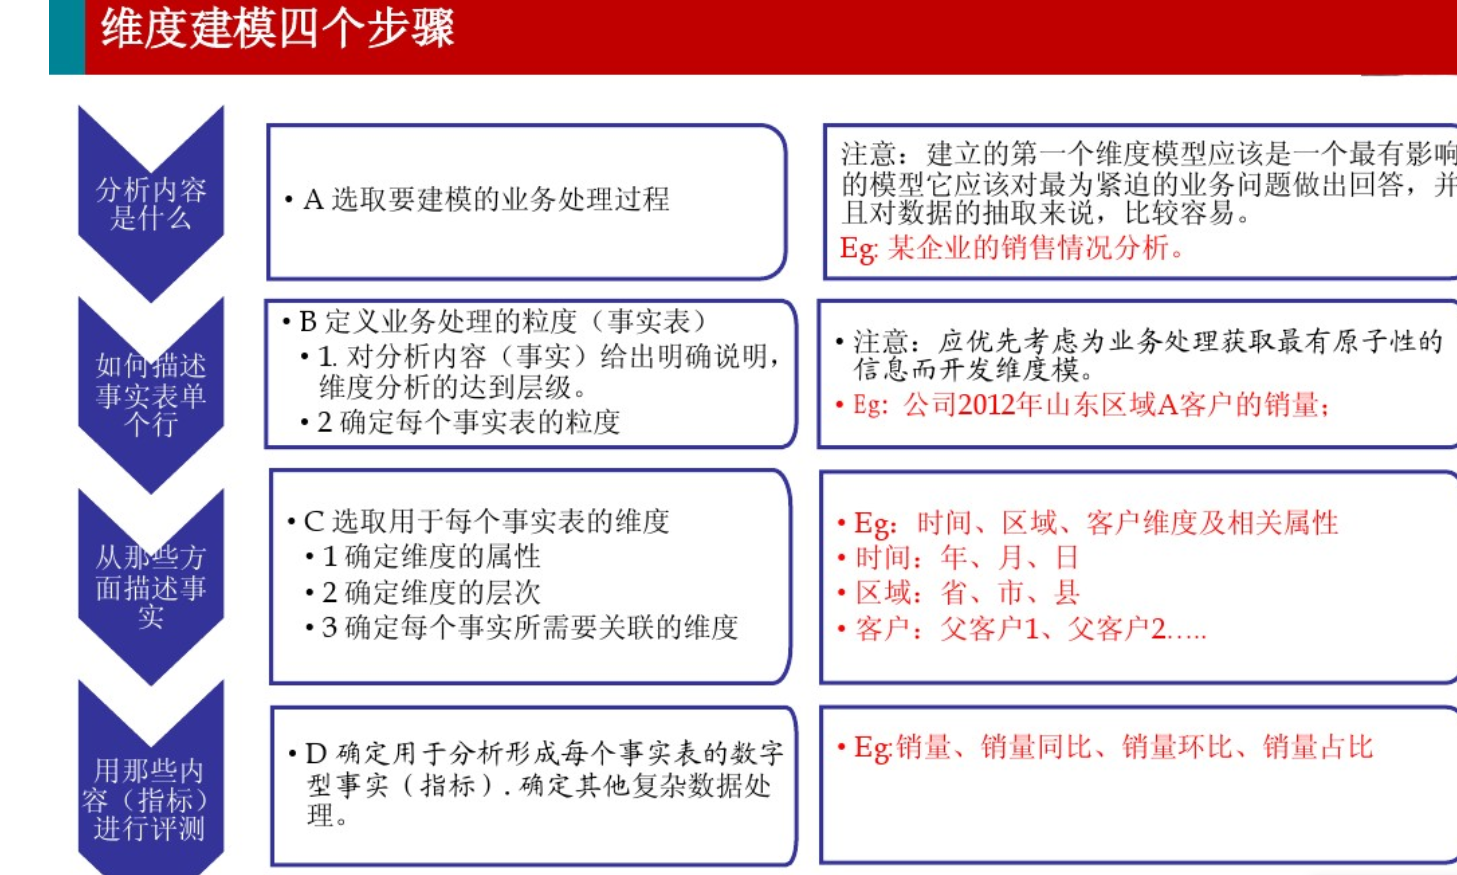 维度建模四个步骤
分析内容
是什么
• A 选取要建模的业务处理过程
注意：建立的第一个维度模型应该是一个最有影响
的模型它应该对最为紧迫的业务问题做出回答，并
且对数据的抽取来说，比较容易。
Eg: 某企业的销售情况分析。
如何描述
事实表单
个行
• B 定义业务处理的粒度（事实表）
• 1. 对分析内容（事实）给出明确说明，
维度分析的达到层级。
• 2 确定每个事实表的粒度
• 注意：应优先考虑为业务处理获取最有原子性的
信息而开发维度模。
• Eg: 公司2012年山东区域A客户的销量；
从那些方
面描述事
实
• C 选取用于每个事实表的维度
• 1 确定维度的属性
• 2 确定维度的层次
• 3 确定每个事实所需要关联的维度
• Eg：时间、区域、客户维度及相关属性
• 时间：年、月、日
• 区域：省、市、县
• 客户：父客户1、父客户2…..
用那些内
容（指标）
进行评测
• D 确定用于分析形成每个事实表的数字
型事实（指标）.确定其他复杂数据处
理。
• Eg:销量、销量同比、销量环比、销量占比